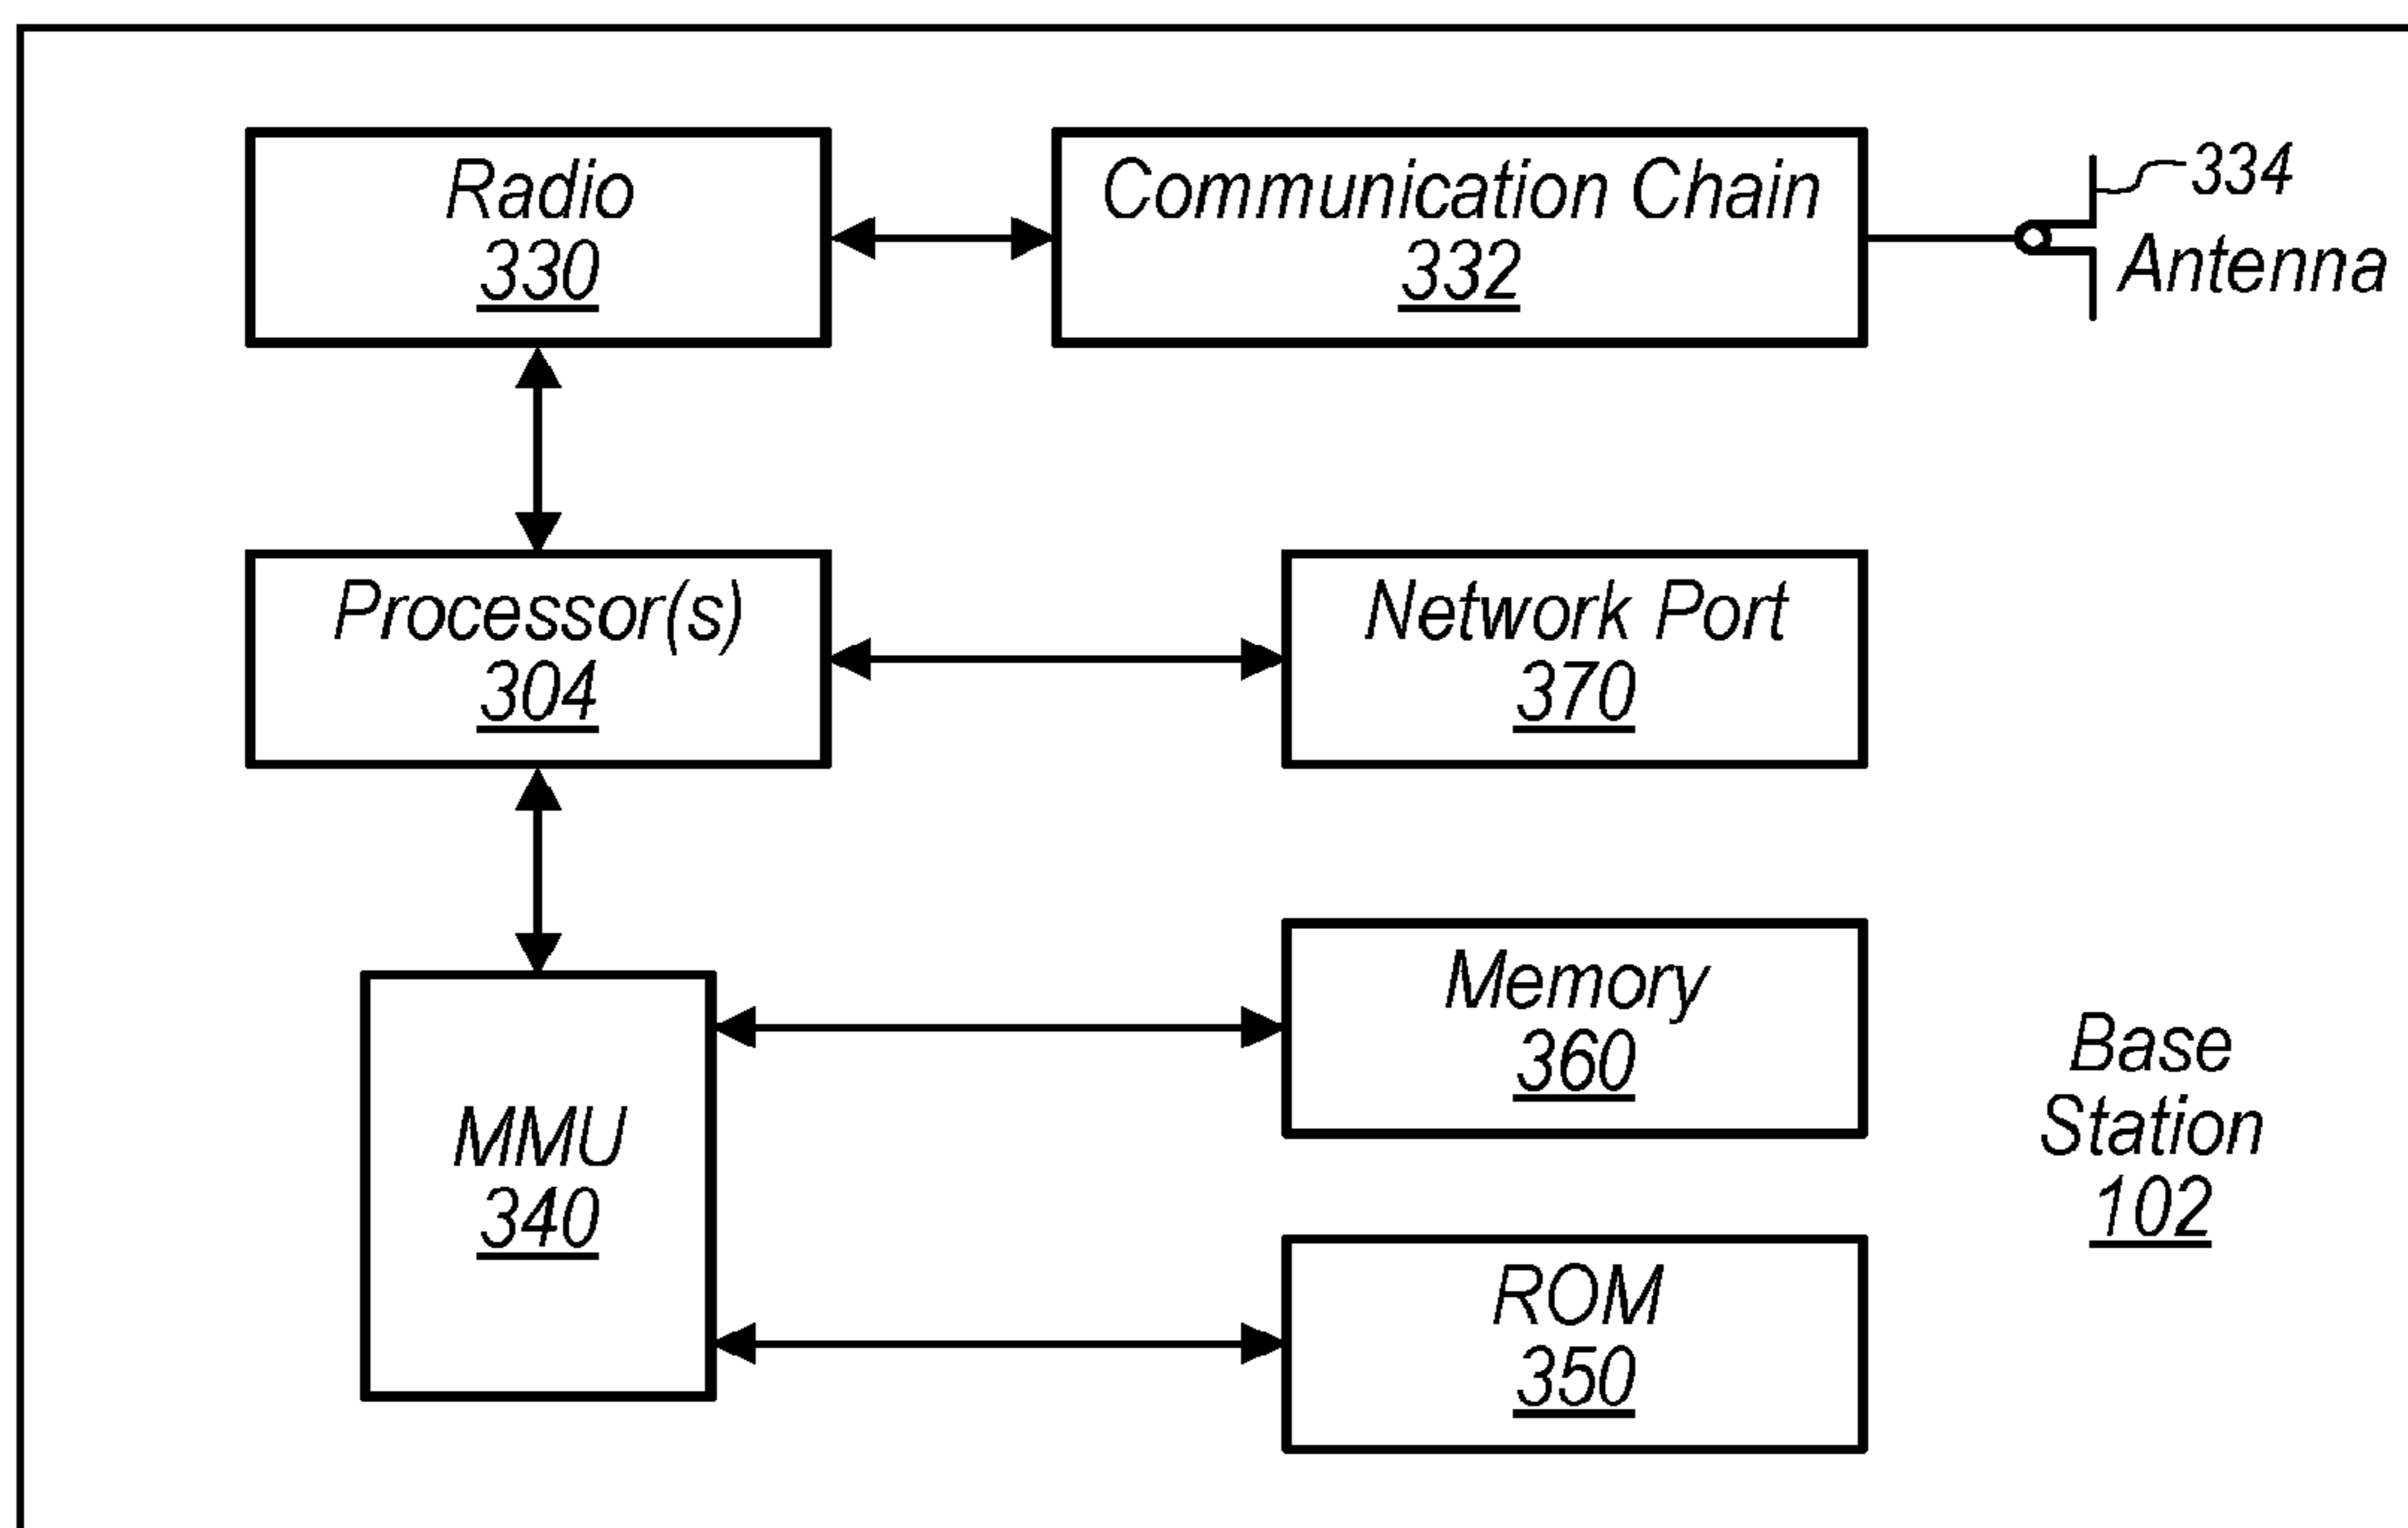 Radio
330
Communication Chain
332
334
Antenna
Processor(s)
304
Network Port
370
MMU
340
Memory
360
ROM
350
Base
Station
102